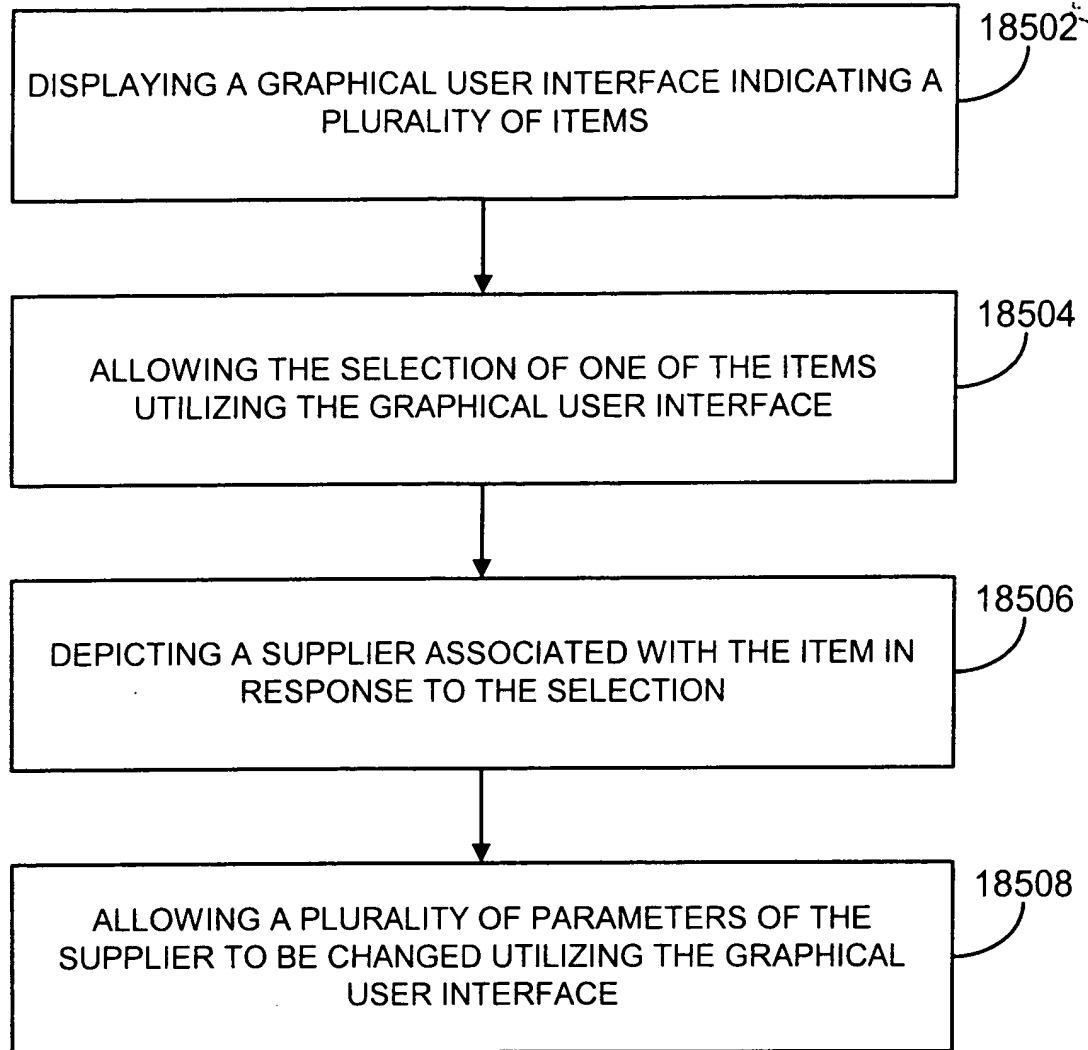 18502
DISPLAYING A GRAPHICAL USER INTERFACE INDICATING A
PLURALITY OF ITEMS
18504
ALLOWING THE SELECTION OF ONE OF THE ITEMS
UTILIZING THE GRAPHICAL USER INTERFACE
18506
DEPICTING A SUPPLIER ASSOCIATED WITH THE ITEM IN
RESPONSE TO THE SELECTION
18508
ALLOWING A PLURALITY OF PARAMETERS OF THE
SUPPLIER TO BE CHANGED UTILIZING THE GRAPHICAL
USER INTERFACE